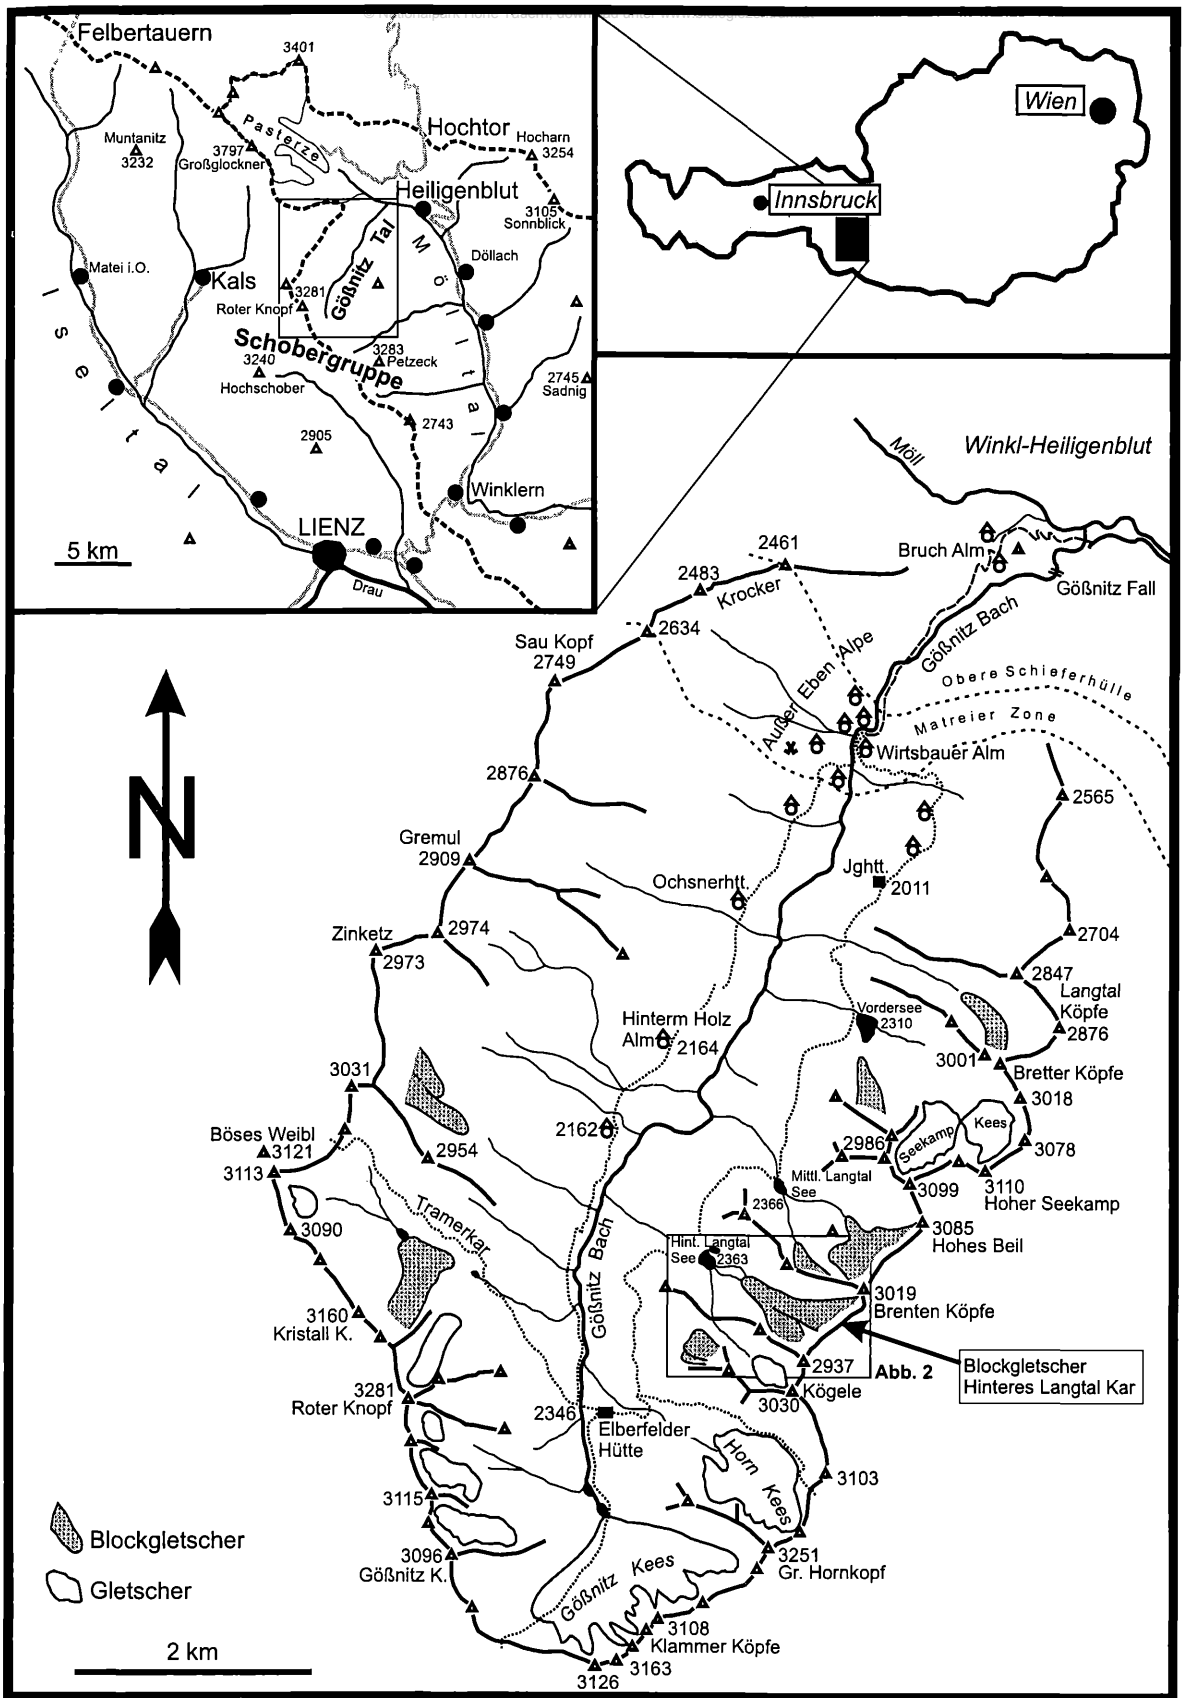 Felbertauern
3401
Muntanitz
3232
3797
Großglockner
Pasterze
Hochtor
Hocharn
3254
Heiligenblut
3105
Sonnblick
Matei i.O.
Kals
3281
Roter Knopf
Gößnitz Tal
Mölltal
Döllach
Iseltal
Schobergruppe
3240
Hochschober
3283
Petzeck
2745
Sadnig
2743
2905
Winklern
LIENZ
Drau
5 km
Wien
Innsbruck
Möll
Winkl-Heiligenblut
Bruch Alm
Gößnitz Fall
Gößnitz Bach
2461
2483
Krocker
2634
Sau Kopf
2749
Außer Eben Alpe
Obere Schieferhülle
Matreier Zone
Wirtsbauer Alm
2876
2565
Gremul
2909
Ochsnerhtt.
Jghtt.
2011
Zinketz
2973
2974
2704
2847
Langtal
Köpfe
2876
Vordersee
2310
Hinterm Holz
Alm
2164
3001
Bretter Köpfe
3018
3031
2162
2954
Böses Weibl
3121
3113
2986
Seekamp
Kees
3078
3110
Hoher Seekamp
3099
Mittl. Langtal
See
2366
3085
Hohes Beil
3090
Tramerkar
Gößnitz Bach
Hint. Langtal
See
2363
3019
Brenten Köpfe
3160
Kristall K.
2937
Abb. 2
Blockgletscher
Hinteres Langtal Kar
Kögele
3030
3281
Roter Knopf
2346
Elberfelder
Hütte
Horn Kees
3103
3115
3096
Gößnitz K.
3251
Gr. Hornkopf
Gößnitz Kees
3108
Klammer Köpfe
3163
3126
Blockgletscher
Gletscher
2 km
N